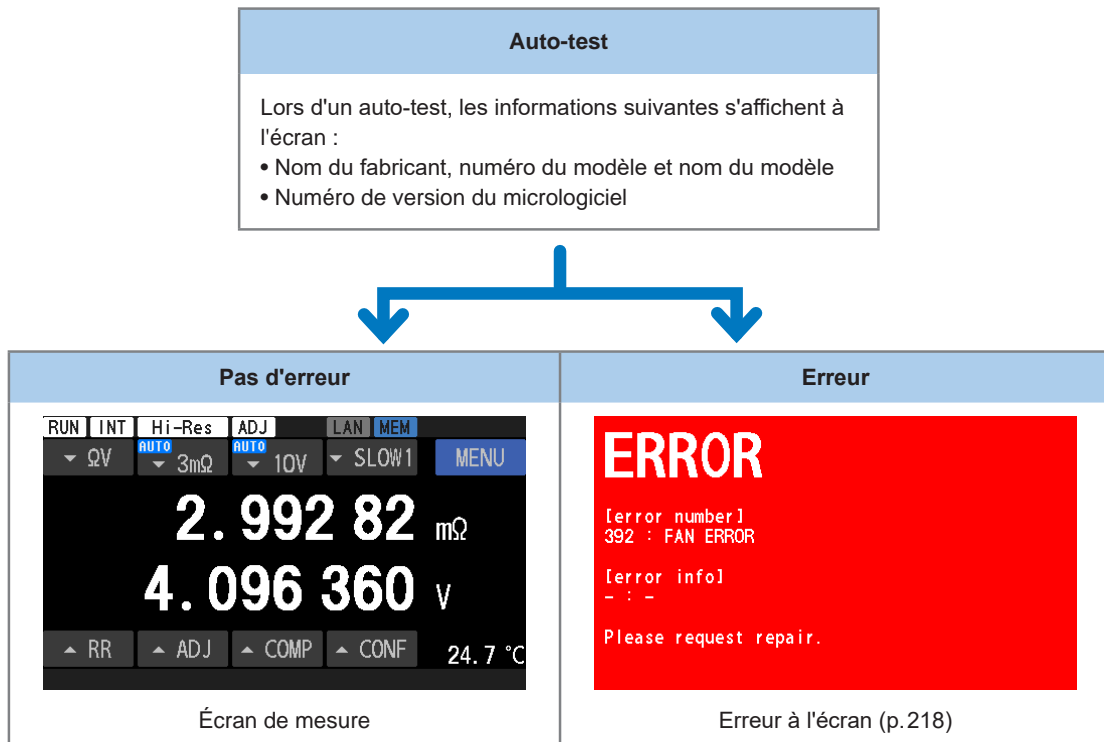 Auto-test
Lors d'un auto-test, les informations suivantes s'affichent à
l'écran :
• Nom du fabricant, numéro du modèle et nom du modèle
• Numéro de version du micrologiciel
Pas d'erreur
RUN INT Hi-Res ADJ LAN MEM
ΩV AUTO 3mΩ AUTO 10V SLOW1 MENU
2.992 82 mΩ
4.096 360 V
RR ADJ COMP CONF 24.7 °C
Écran de mesure
Erreur
ERROR
[error number]
392 : FAN ERROR
[error info]
- : -
Please request repair.
Erreur à l'écran (p.218)